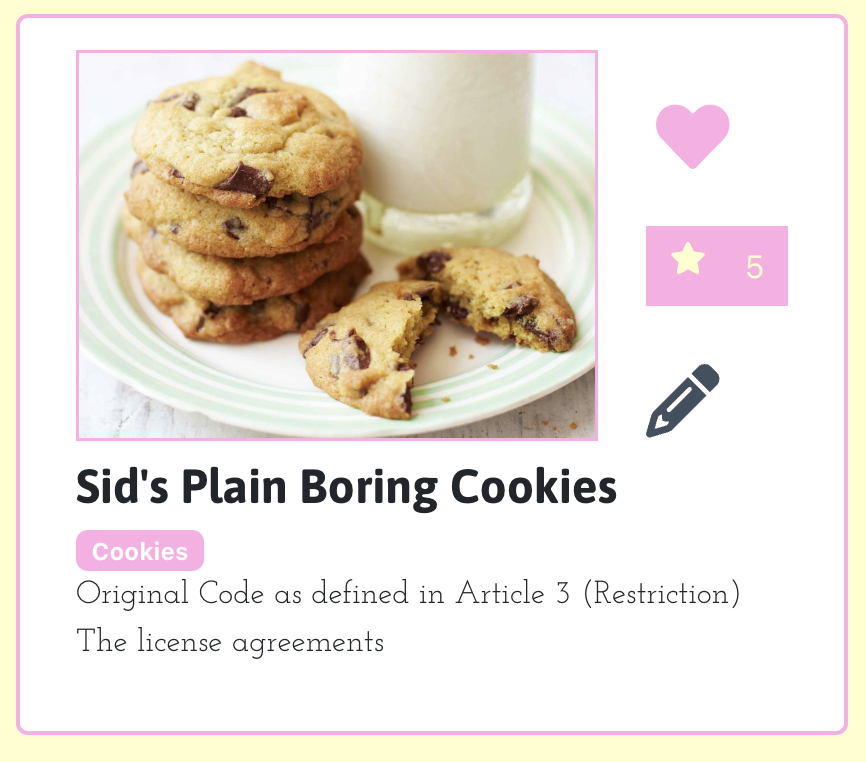 5
Sid's Plain Boring Cookies
Cookies
Original Code as defined in Article 3 (Restriction)
The license agreements